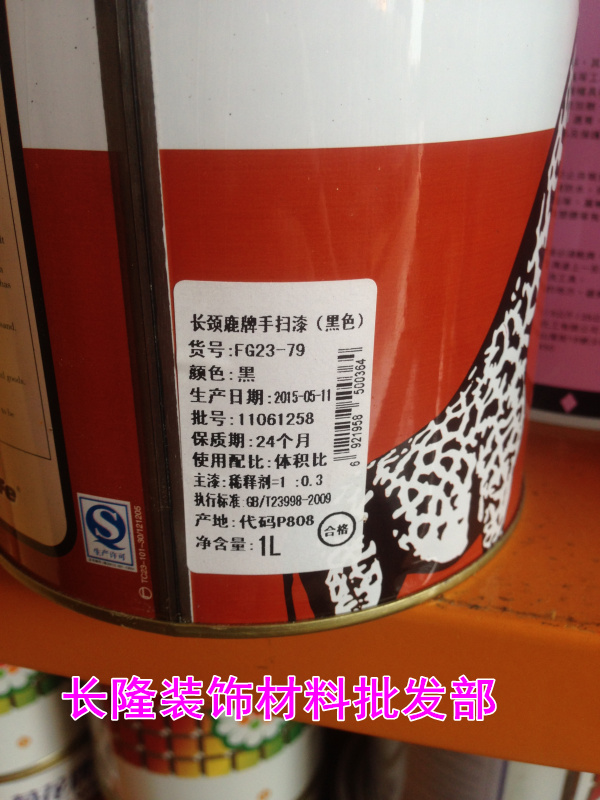 长颈鹿牌手扫漆（黑色）
货号:FG23-79
颜色:黑
生产日期:2015-05-11
批号:11061258
保质期:24个月
使用配比:体积比
主漆:稀释剂=1 :0.3
执行标准:GB/T23998-2009
产地:代码P808
净含量:1L
合格
6 921958 500364
生产许可
TC23-101-30/121205
长隆装饰材料批发部